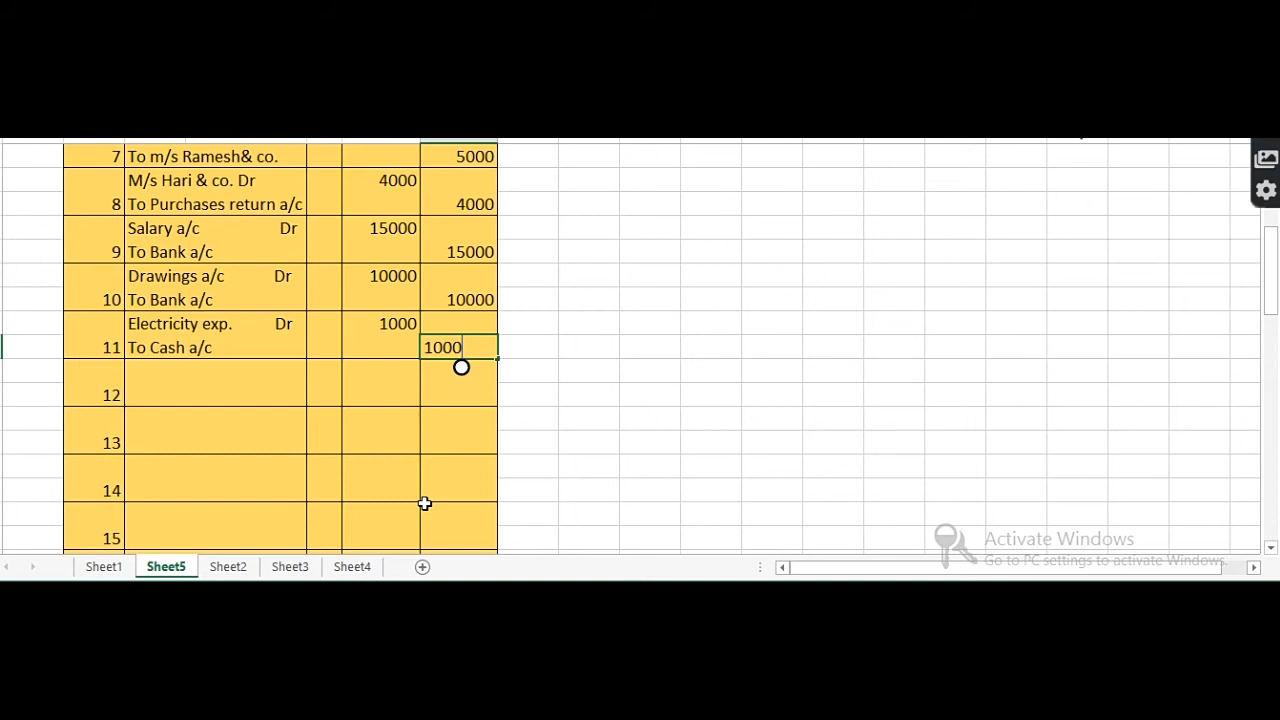 7 To m/s Ramesh& co. 5000
M/s Hari & co. Dr 4000
8 To Purchases return a/c 4000
Salary a/c Dr 15000
9 To Bank a/c 15000
Drawings a/c Dr 10000
10 To Bank a/c 10000
Electricity exp. Dr 1000
11 To Cash a/c 1000
12
13
14
15
Activate Windows
Go to PC settings to activate Windows.
Sheet1 Sheet5 Sheet2 Sheet3 Sheet4